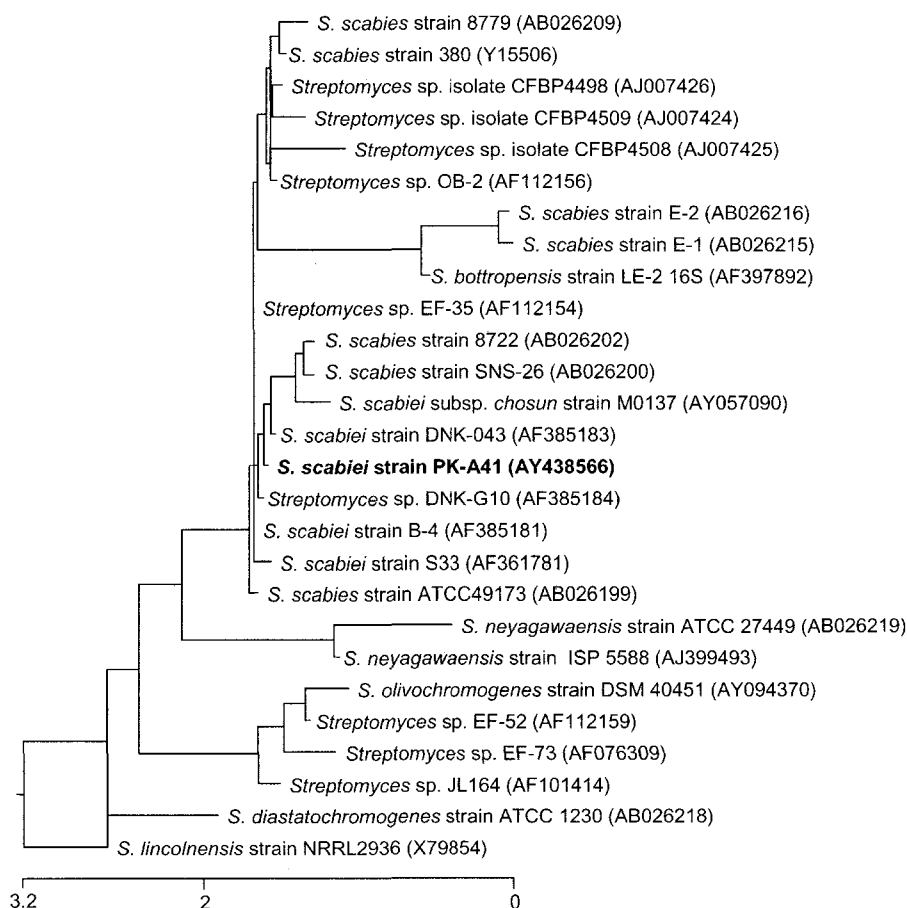 S. scabies strain 8779 (AB026209)
S. scabies strain 380 (Y15506)
Streptomyces sp. isolate CFBP4498 (AJ007426)
Streptomyces sp. isolate CFBP4509 (AJ007424)
Streptomyces sp. isolate CFBP4508 (AJ007425)
Streptomyces sp. OB-2 (AF112156)
S. scabies strain E-2 (AB026216)
S. scabies strain E-1 (AB026215)
S. bottropensis strain LE-2 16S (AF397892)
Streptomyces sp. EF-35 (AF112154)
S. scabies strain 8722 (AB026202)
S. scabies strain SNS-26 (AB026200)
S. scabiei subsp. chosun strain M0137 (AY057090)
S. scabiei strain DNK-043 (AF385183)
S. scabiei strain PK-A41 (AY438566)
Streptomyces sp. DNK-G10 (AF385184)
S. scabiei strain B-4 (AF385181)
S. scabiei strain S33 (AF361781)
S. scabies strain ATCC49173 (AB026199)
S. neyagawaensis strain ATCC 27449 (AB026219)
S. neyagawaensis strain ISP 5588 (AJ399493)
S. olivochromogenes strain DSM 40451 (AY094370)
Streptomyces sp. EF-52 (AF112159)
Streptomyces sp. EF-73 (AF076309)
Streptomyces sp. JL164 (AF101414)
S. diastatochromogenes strain ATCC 1230 (AB026218)
S. lincolnensis strain NRRL2936 (X79854)
3.2 2 0